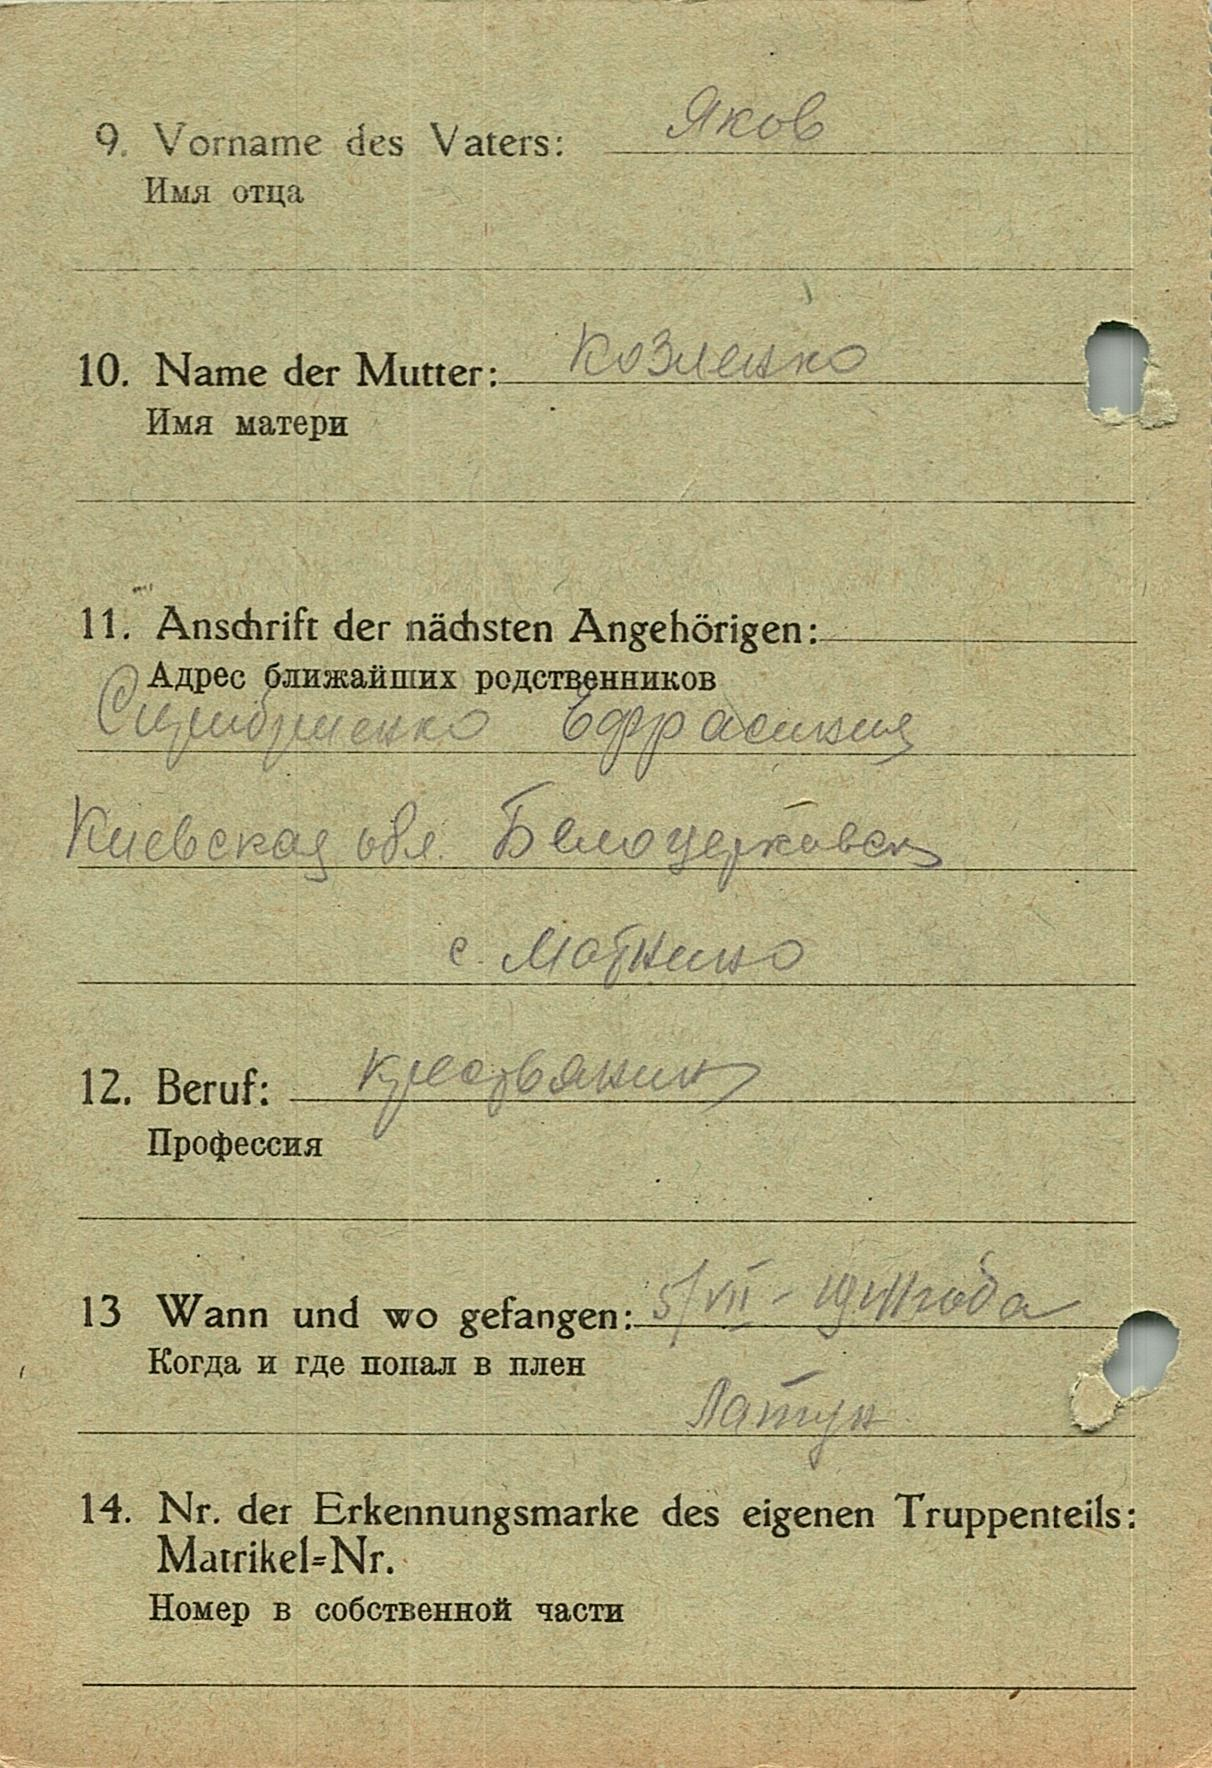 9. Vorname des Vaters: Яков
Имя отца
10. Name der Mutter: Козленко
Имя матери
11. Anschrift der nächsten Angehörigen:
Адрес ближайших родственников
Ефрасиния
Киевская обл. Белоцерковск
с.
12. Beruf: крестьянин
Профессия
13 Wann und wo gefangen: 5/VII - 1941 года
Когда и где попал в плен
14. Nr. der Erkennungsmarke des eigenen Truppenteils:
Matrikel=Nr.
Номер в собственной части